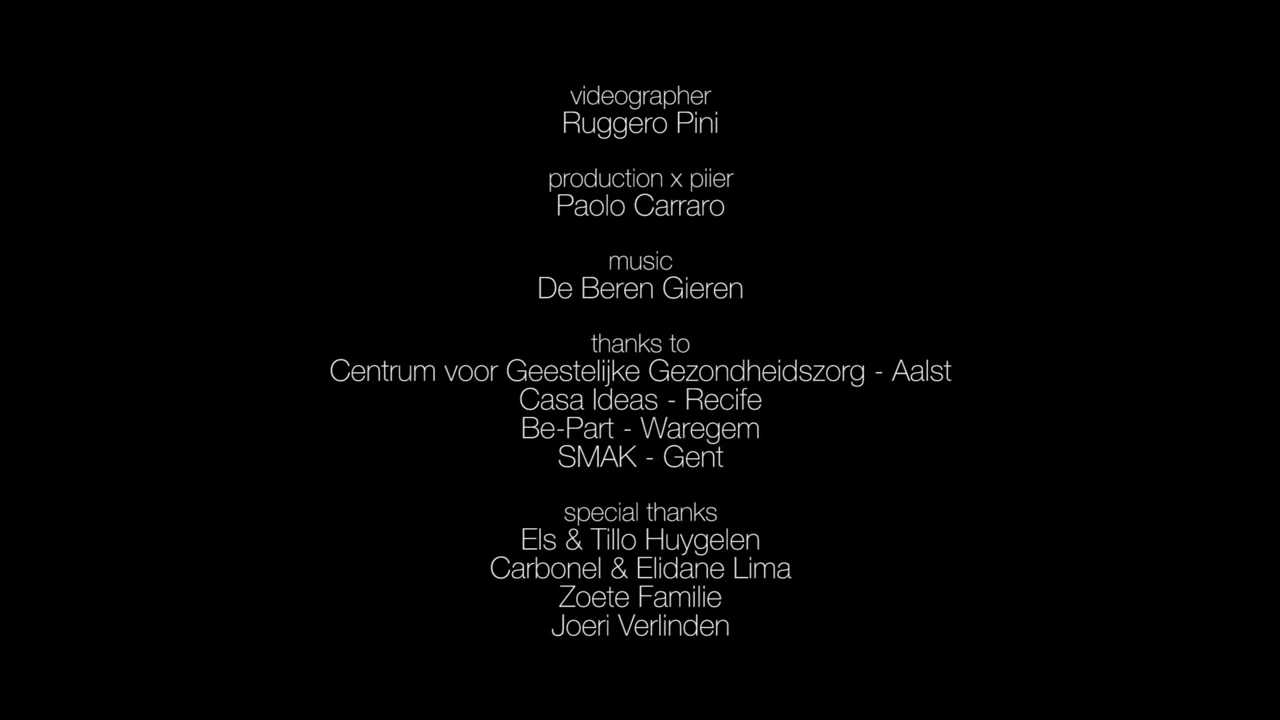 videographer
Ruggero Pini
production x piier
Paolo Carraro
music
De Beren Gieren
thanks to
Centrum voor Geestelijke Gezondheidszorg - Aalst
Casa Ideas - Recife
Be-Part - Waregem
SMAK - Gent
special thanks
Els & Tillo Huygelen
Carbonel & Elidane Lima
Zoete Familie
Joeri Verlinden